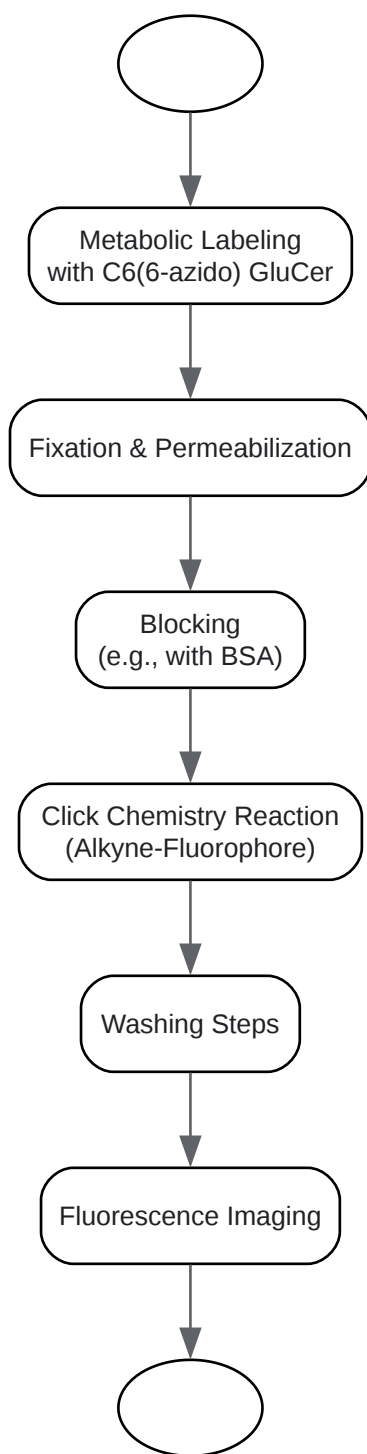 Metabolic Labeling
with C6(6-azido) GluCer
Fixation & Permeabilization
Blocking
(e.g., with BSA)
Click Chemistry Reaction
(Alkyne-Fluorophore)
Washing Steps
Fluorescence Imaging